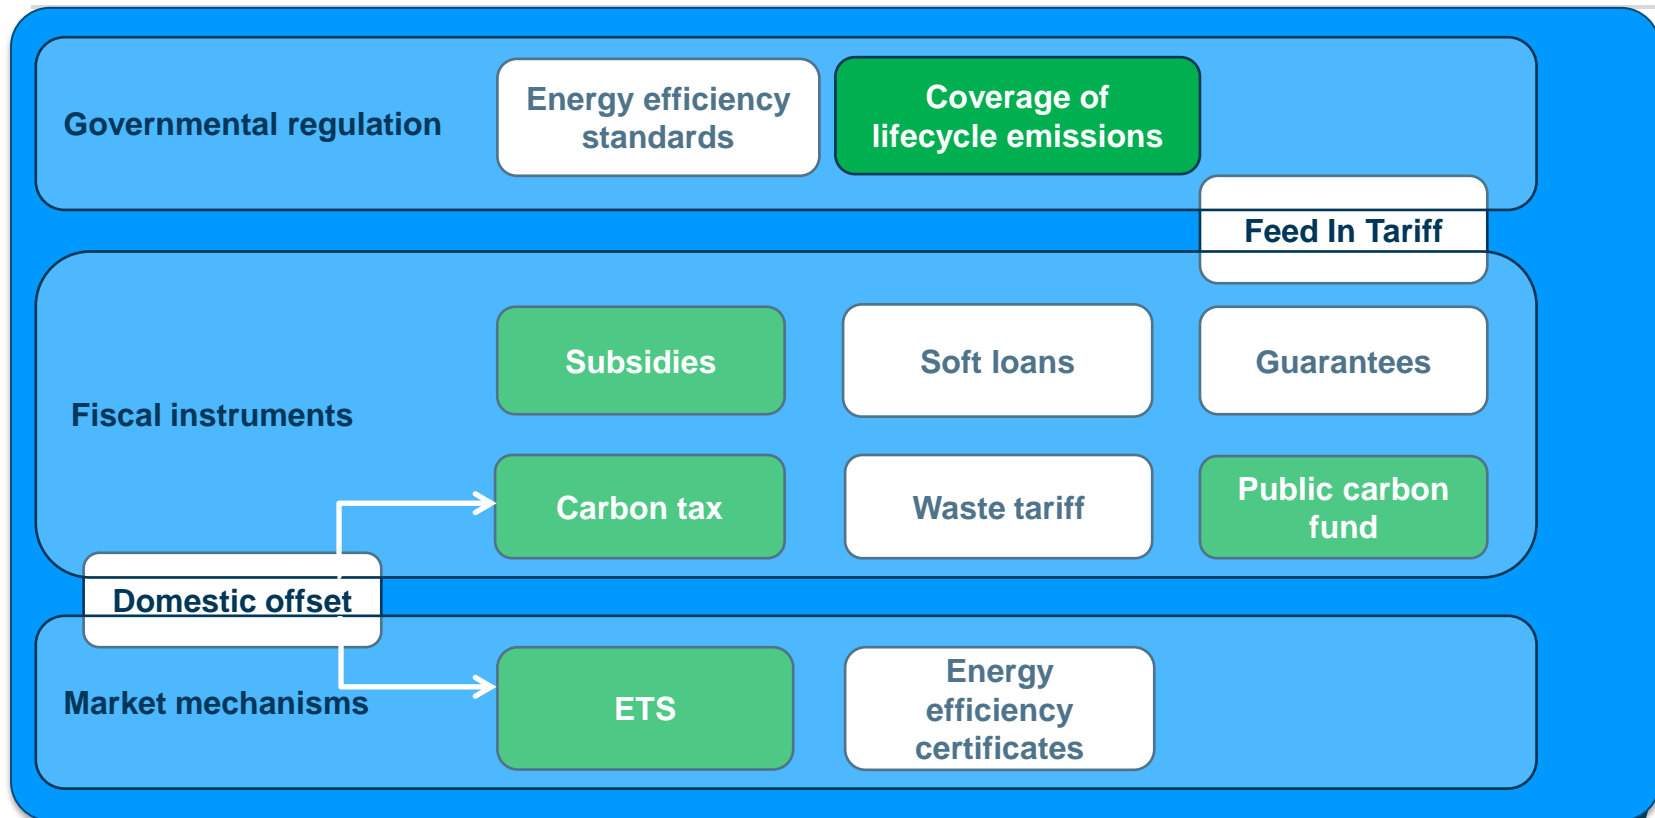 Governmental regulation
Energy efficiency
standards
Coverage of
lifecycle emissions
Feed In Tariff
Fiscal instruments
Subsidies
Soft loans
Guarantees
Carbon tax
Waste tariff
Public carbon
fund
Domestic offset
Market mechanisms
ETS
Energy
efficiency
certificates